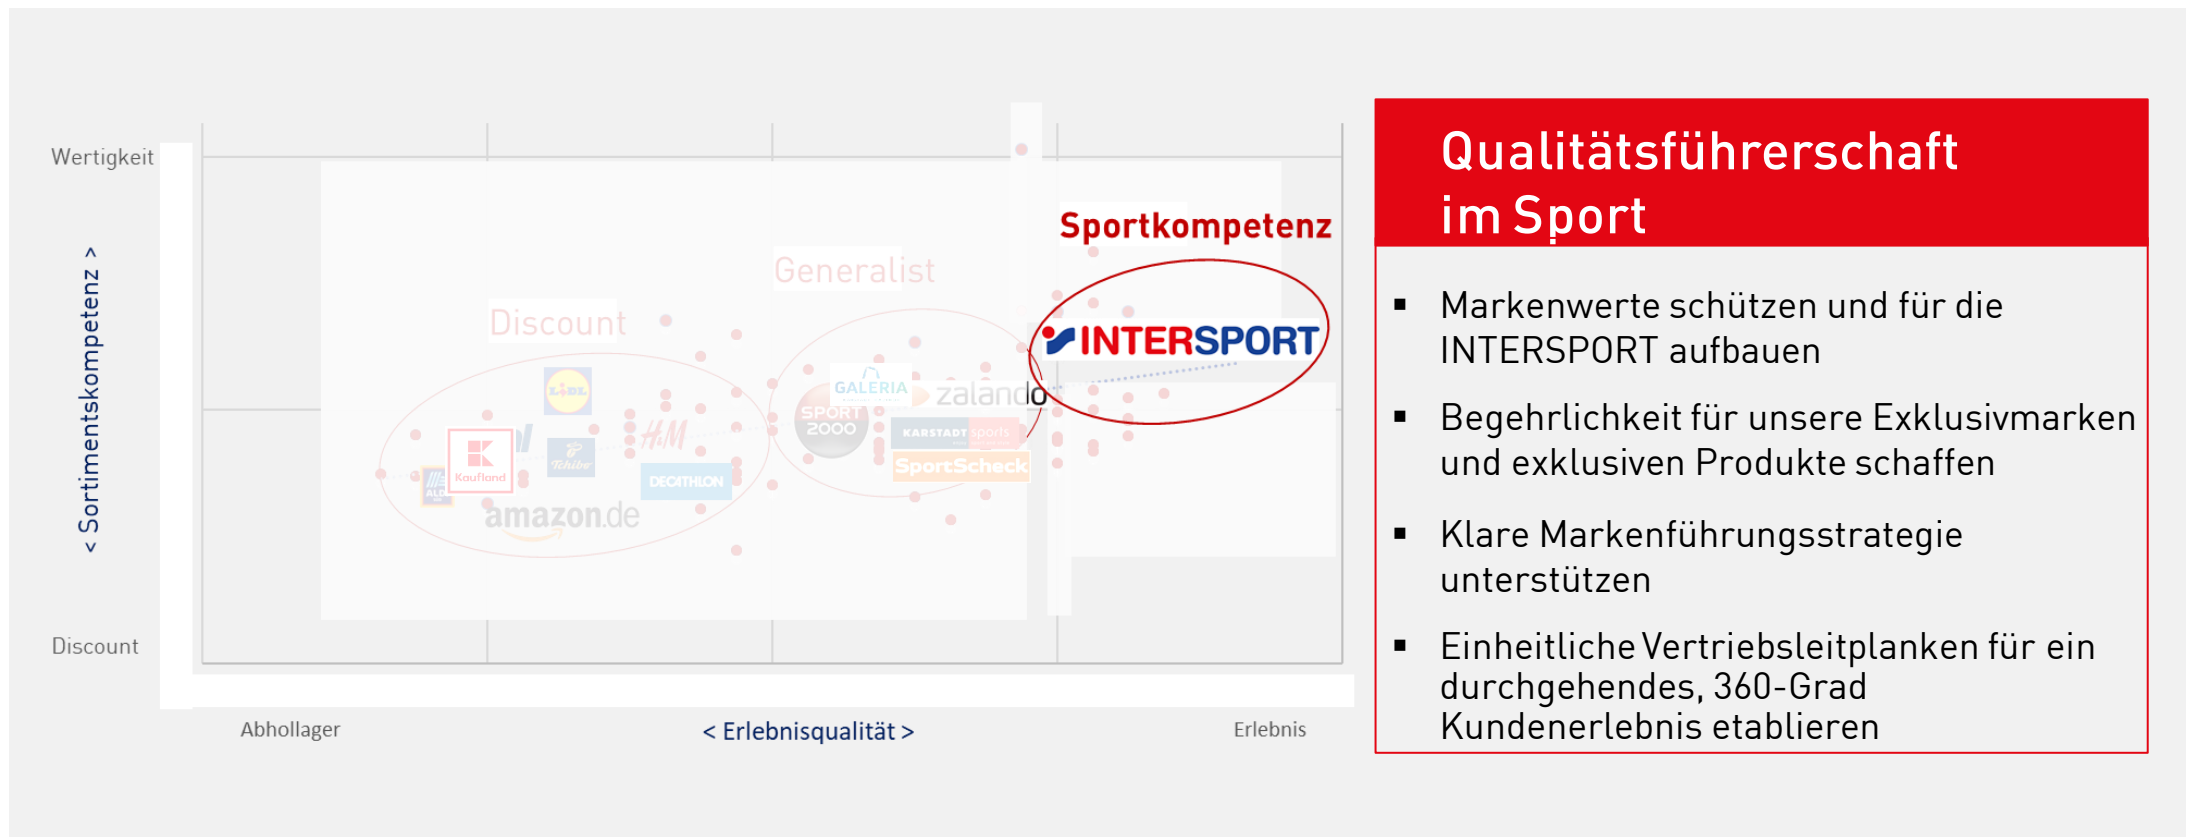 Wertigkeit
< Sortimentskompetenz >
Discount
Abhollager
< Erlebnisqualität >
Erlebnis
Discount
LIDL
Kaufland
ALDI
Tchibo
H&M
DECATHLON
amazon.de
Generalist
GALERIA
SPORT
2000
zalando
KARSTADT sports
SportScheck
Sportkompetenz
INTERSPORT
Qualitätsführerschaft
im Sport
▪ Markenwerte schützen und für die
INTERSPORT aufbauen
▪ Begehrlichkeit für unsere Exklusivmarken
und exklusiven Produkte schaffen
▪ Klare Markenführungsstrategie
unterstützen
▪ Einheitliche Vertriebsleitplanken für ein
durchgehendes, 360-Grad
Kundenerlebnis etablieren